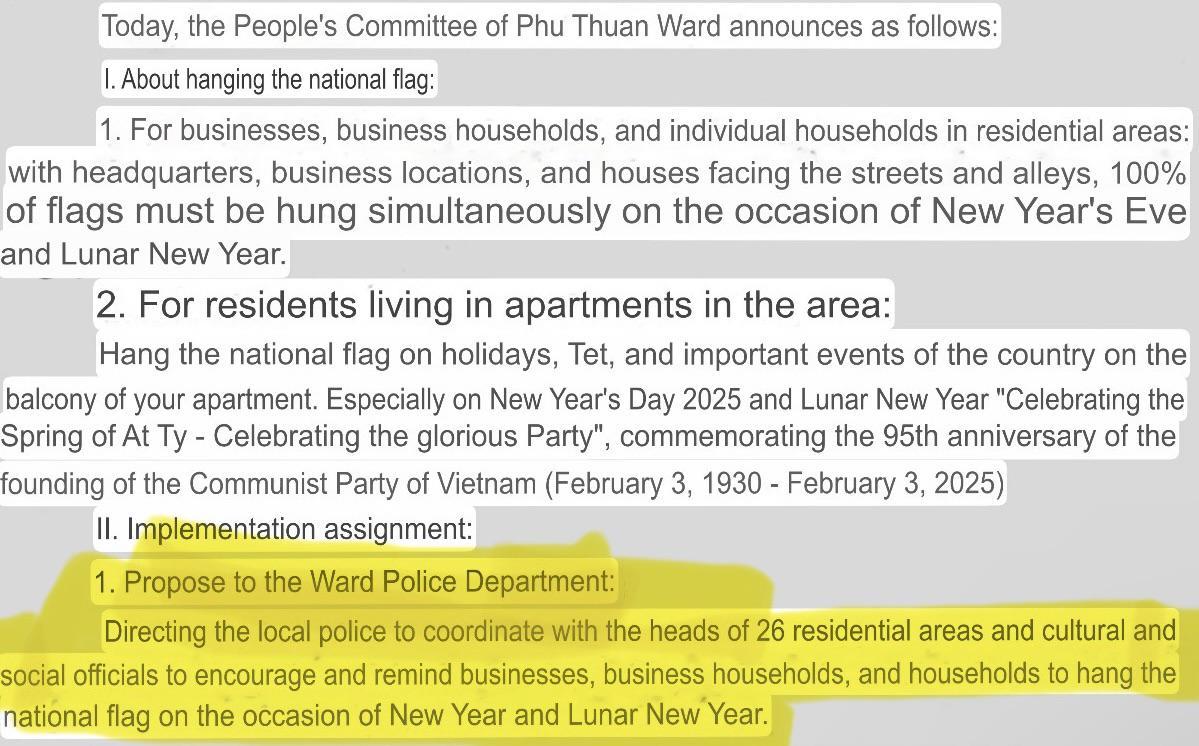 Today, the People's Committee of Phu Thuan Ward announces as follows:
I. About hanging the national flag:
1. For businesses, business households, and individual households in residential areas:
with headquarters, business locations, and houses facing the streets and alleys, 100%
of flags must be hung simultaneously on the occasion of New Year's Eve
and Lunar New Year.
2. For residents living in apartments in the area:
Hang the national flag on holidays, Tet, and important events of the country on the
balcony of your apartment. Especially on New Year's Day 2025 and Lunar New Year "Celebrating the
Spring of At Ty - Celebrating the glorious Party", commemorating the 95th anniversary of the
founding of the Communist Party of Vietnam (February 3, 1930 - February 3, 2025)
II. Implementation assignment:
1. Propose to the Ward Police Department:
Directing the local police to coordinate with the heads of 26 residential areas and cultural and
social officials to encourage and remind businesses, business households, and households to hang the
national flag on the occasion of New Year and Lunar New Year.